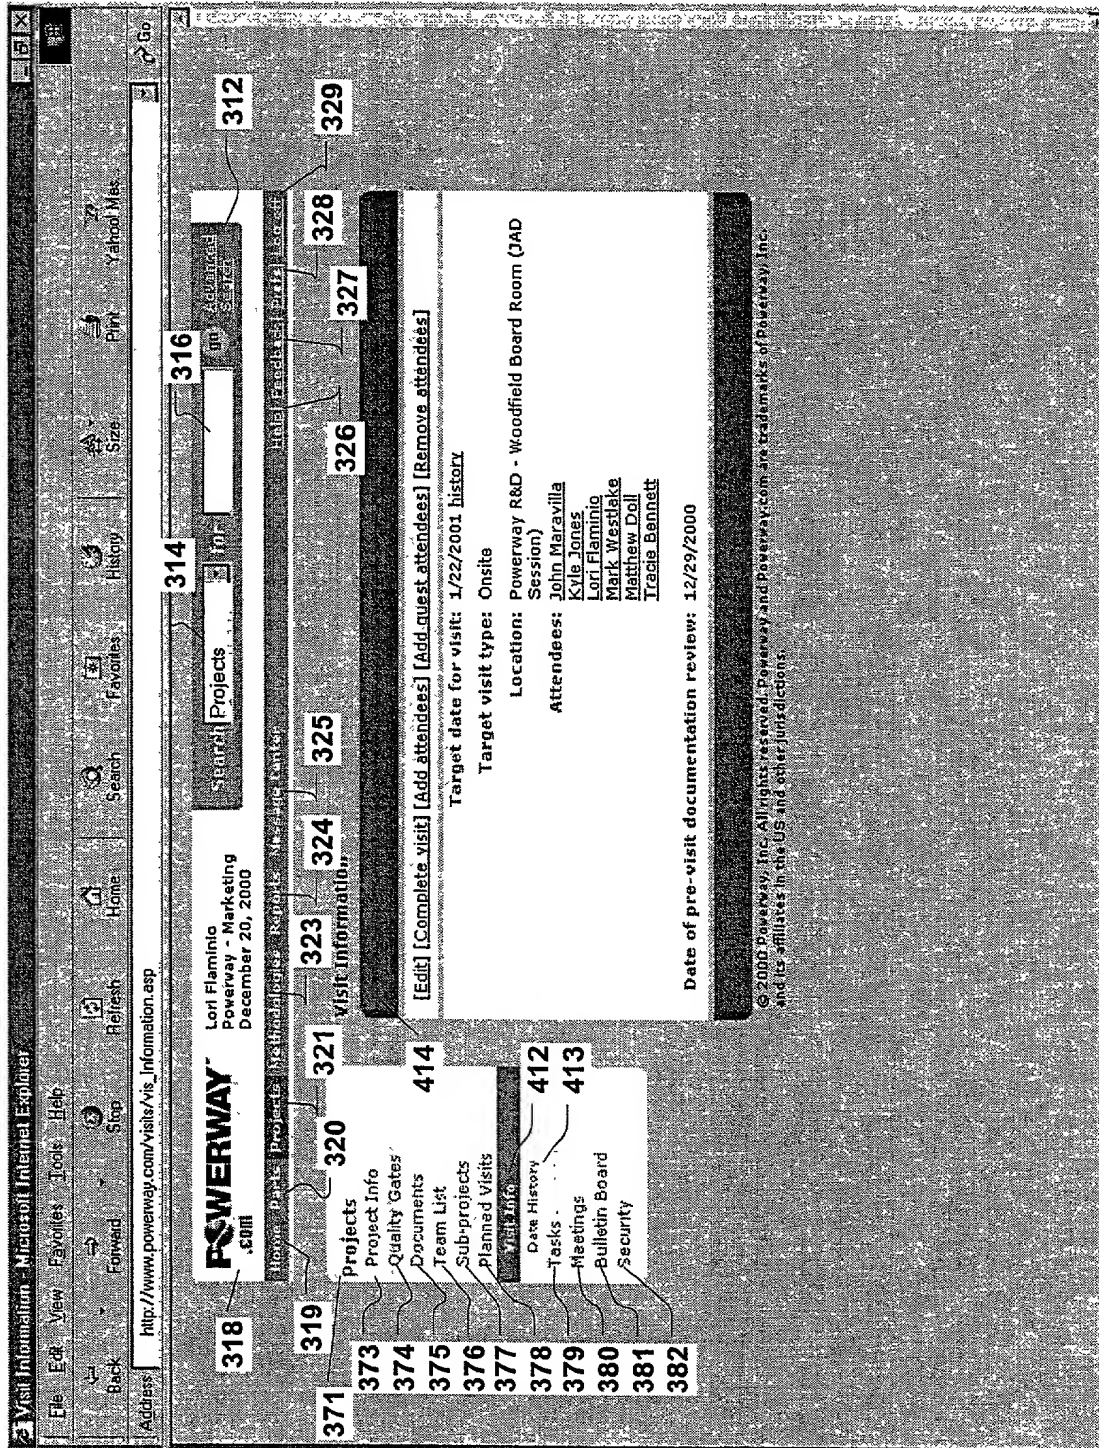 Visit Information - Microsoft Internet Explorer
File Edit View Favorites Tools Help
Back Forward Stop Refresh Home Search Favorites History Size Print Yahoo! Mes...
Address http://www.powerway.com/visits/vis_Information.asp Go
318
POWERWAY
.com
Lori Flaminio
Powerway - Marketing
December 20, 2000
314
316
312
Search Projects for go Advanced Search
Home Parts Projects Methodologies Reports Message Center Help Feedback Prefs Logout
319
320
321
323
324
325
326
327
328
329
371
Projects
373 Project Info
374 Quality Gates
375 Documents
376 Team List
377 Sub-projects
378 Planned Visits
Visit Info
412
Date History
413
379 Tasks
380 Meetings
381 Bulletin Board
382 Security
Visit Information
414
[Edit] [Complete visit] [Add attendees] [Add guest attendees] [Remove attendees]
Target date for visit: 1/22/2001 history
Target visit type: Onsite
Location: Powerway R&D - Woodfield Board Room (JAD
Session)
Attendees: John Maravilla
Kyle Jones
Lori Flaminio
Mark Westlake
Matthew Doll
Tracie Bennett
Date of pre-visit documentation review: 12/29/2000
© 2000 Powerway, Inc. All rights reserved. Powerway and Powerway.com are trademarks of Powerway, Inc.
and its affiliates in the US and other jurisdictions.